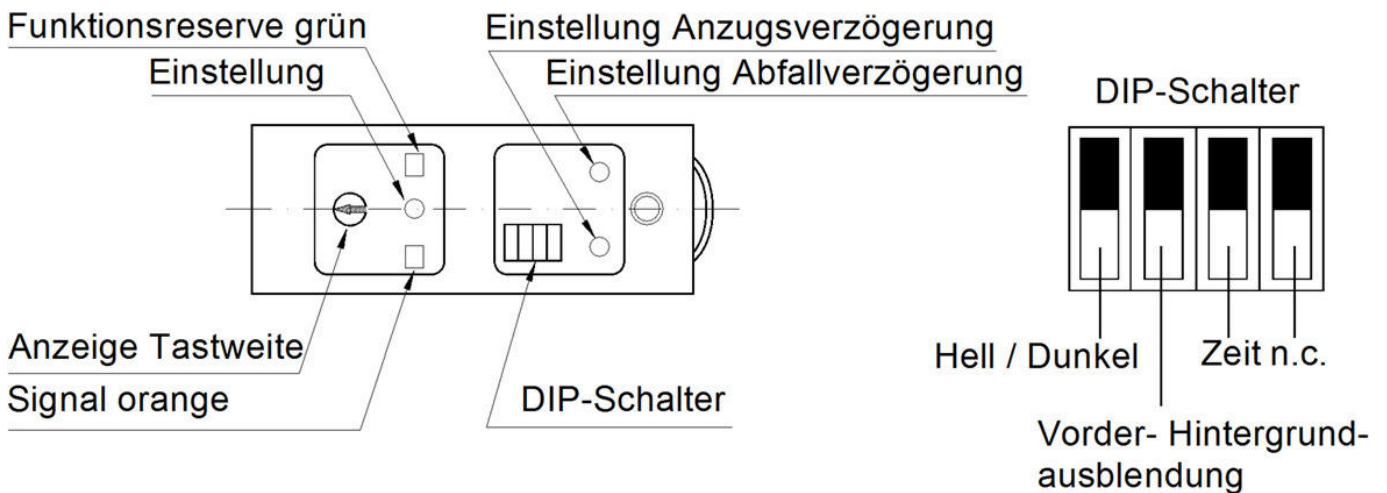 Funktionsreserve grün
Einstellung Anzugsverzögerung
Einstellung
Einstellung Abfallverzögerung
DIP-Schalter
Anzeige Tastweite
Signal orange
DIP-Schalter
Hell / Dunkel
Zeit n.c.
Vorder- Hintergrund-
ausblendung